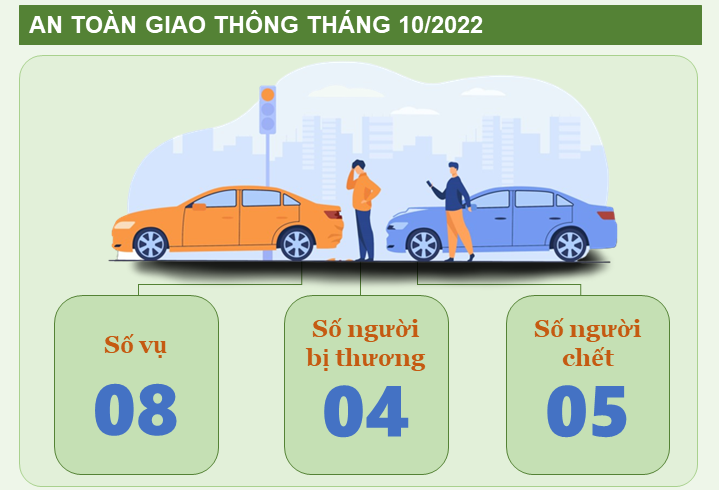 AN TOÀN GIAO THÔNG THÁNG 10/2022
Số vụ
08
Số người
bị thương
04
Số người
chết
05